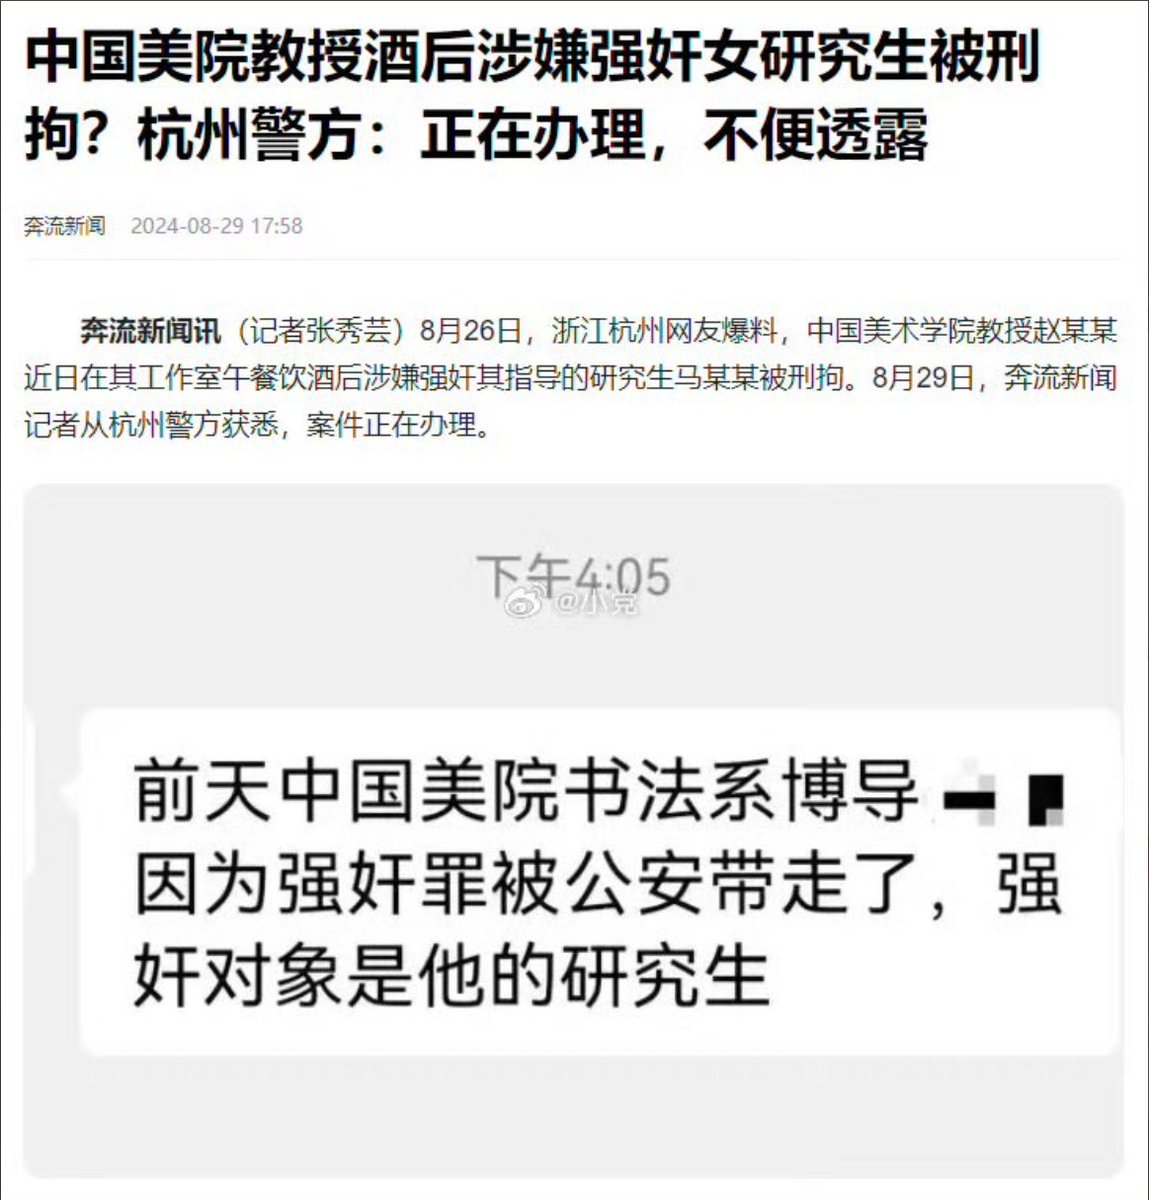 中国美院教授酒后涉嫌强奸女研究生被刑
拘？杭州警方：正在办理，不便透露
奔流新闻 2024-08-29 17:58
奔流新闻讯（记者张秀芸）8月26日，浙江杭州网友爆料，中国美术学院教授赵某某
近日在其工作室午餐饮酒后涉嫌强奸其指导的研究生马某某被刑拘。8月29日，奔流新闻
记者从杭州警方获悉，案件正在办理。
下午4:05
@小党
前天中国美院书法系博导
因为强奸罪被公安带走了，强
奸对象是他的研究生